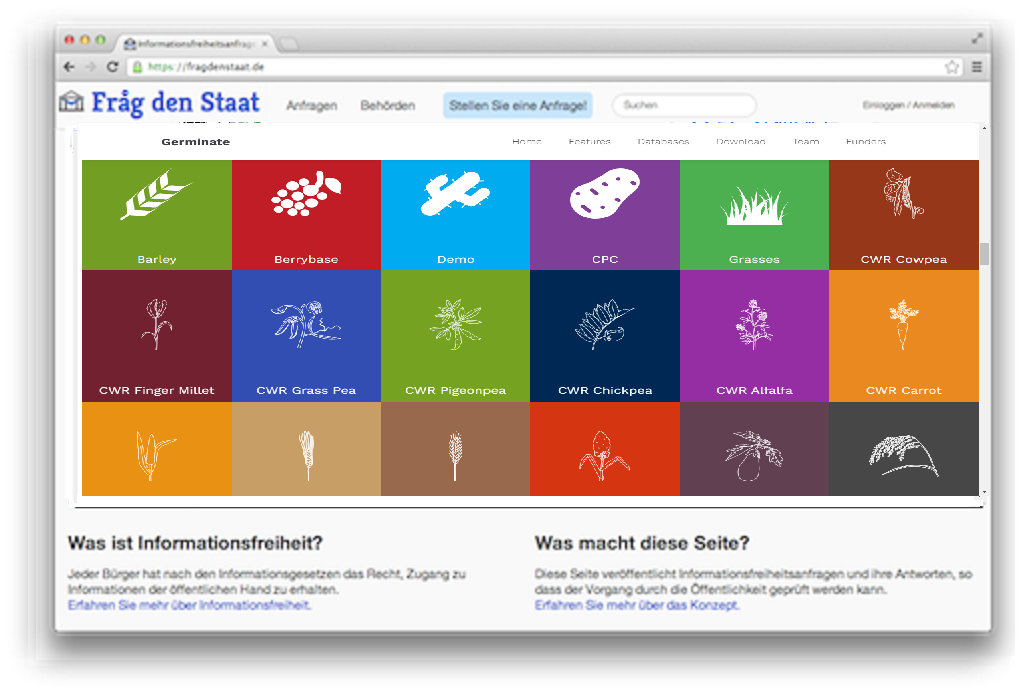 Informationsfreiheitsanfrag
https://fragdenstaat.de
Fråg den Staat Anfragen Behörden Stellen Sie eine Anfrage! Suchen Einloggen / Anmelden
Germinate Home Features Databases Download Team Funders
Barley Berrybase Demo CPC Grasses CWR Cowpea
CWR Finger Millet CWR Grass Pea CWR Pigeonpea CWR Chickpea CWR Alfalfa CWR Carrot
Was ist Informationsfreiheit?
Jeder Bürger hat nach den Informationsgesetzen das Recht, Zugang zu
Informationen der öffentlichen Hand zu erhalten.
Erfahren Sie mehr über Informationsfreiheit.
Was macht diese Seite?
Diese Seite veröffentlicht Informationsfreiheitsanfragen und ihre Antworten, so
dass der Vorgang durch die Öffentlichkeit geprüft werden kann.
Erfahren Sie mehr über das Konzept.